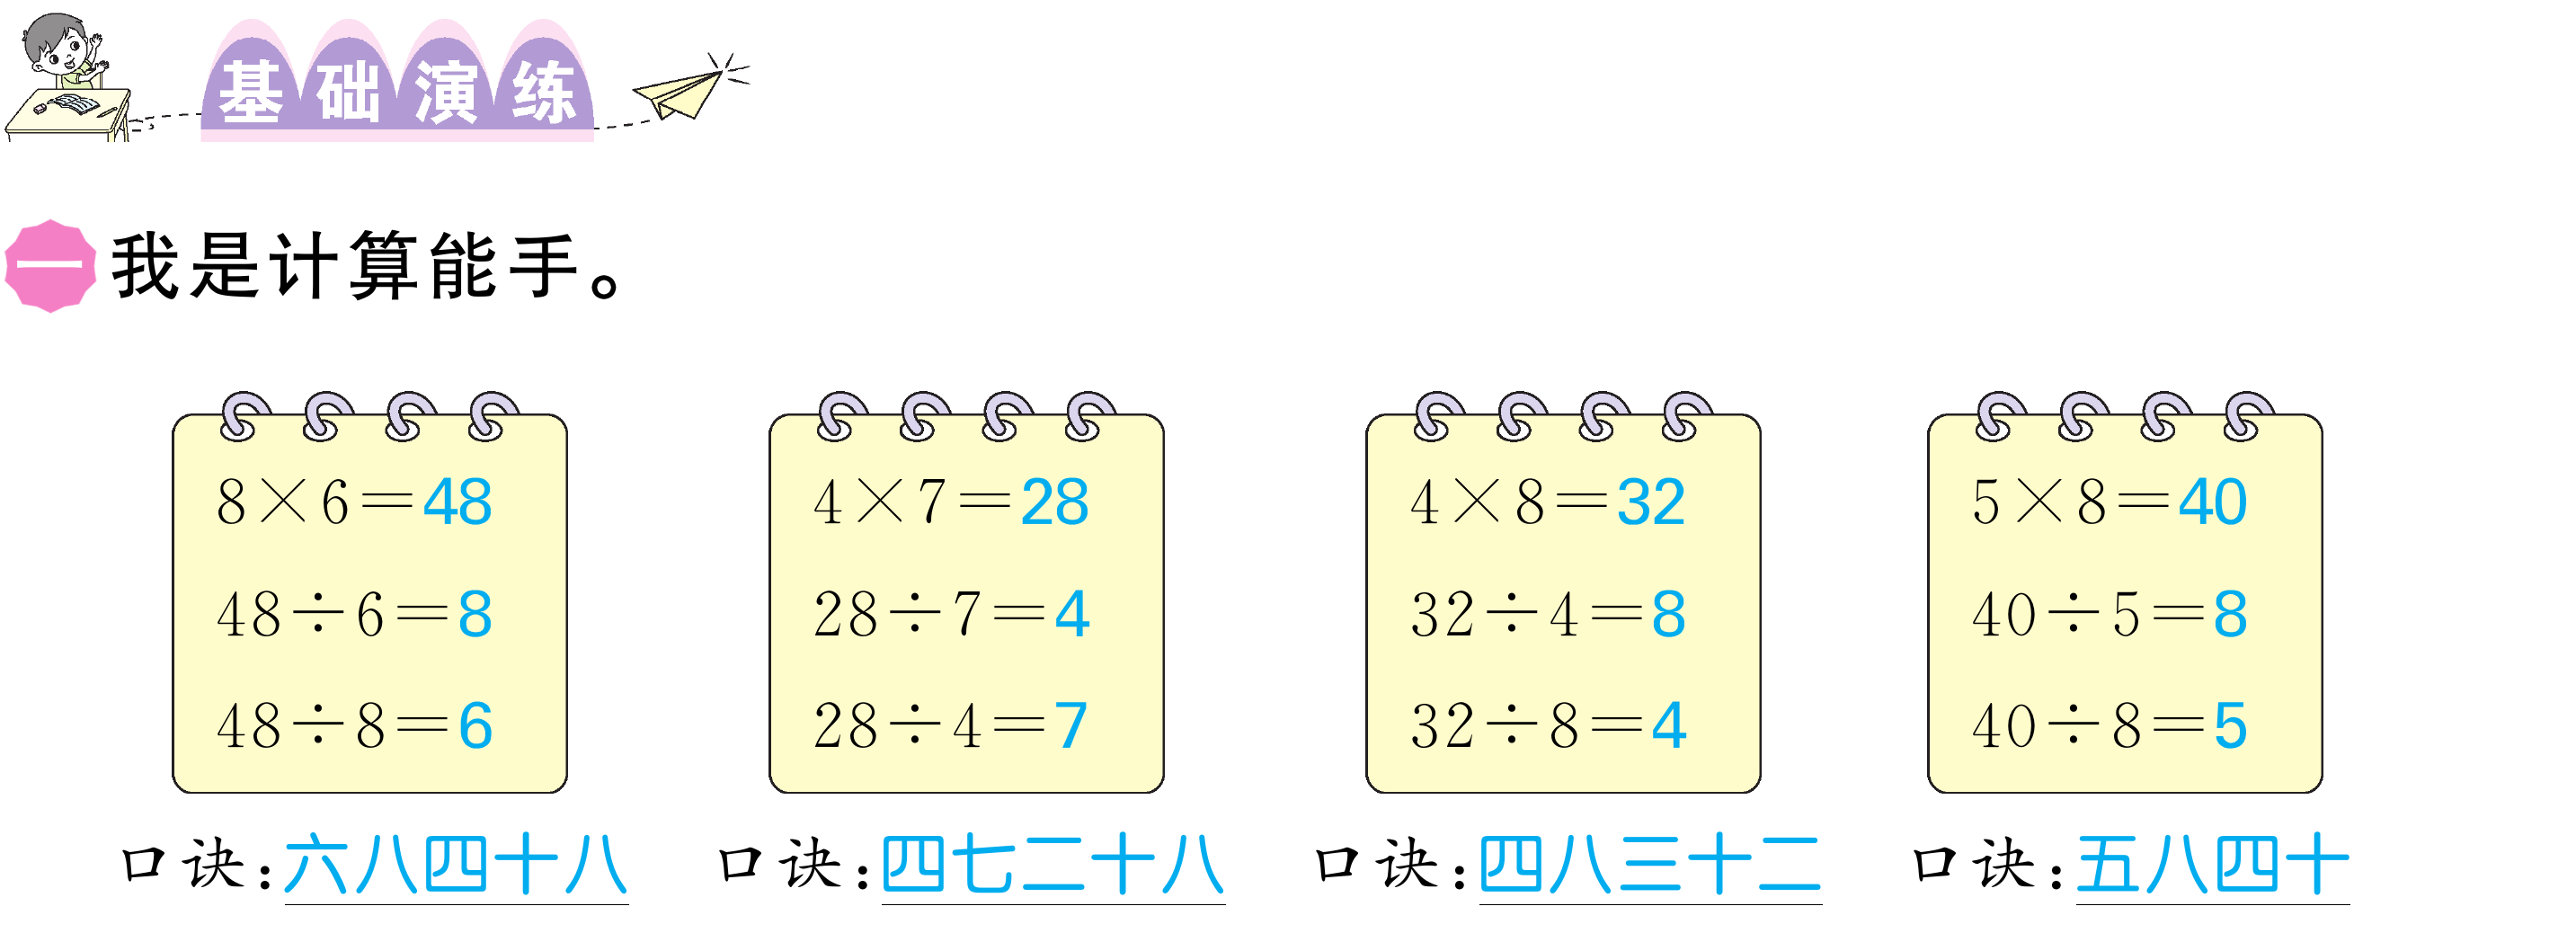 基础演练
一 我是计算能手。
8×6=48
48÷6=8
48÷8=6
口诀:六八四十八
4×7=28
28÷7=4
28÷4=7
口诀:四七二十八
4×8=32
32÷4=8
32÷8=4
口诀:四八三十二
5×8=40
40÷5=8
40÷8=5
口诀:五八四十